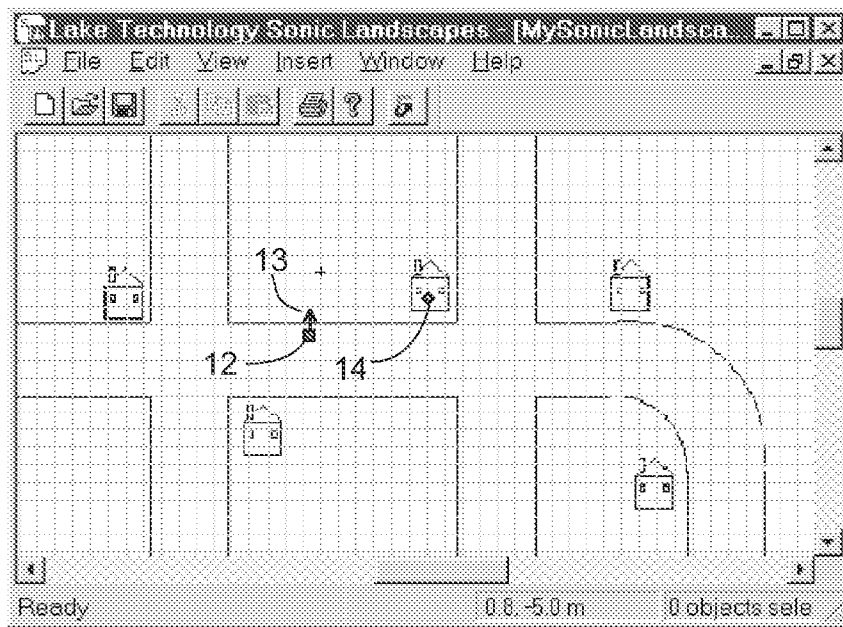 Lake Technology Sonic Landscapes - [MySonicLandsca...
File Edit View Insert Window Help
13
12
14
Ready
0.8, -5.0 m
0 objects sele